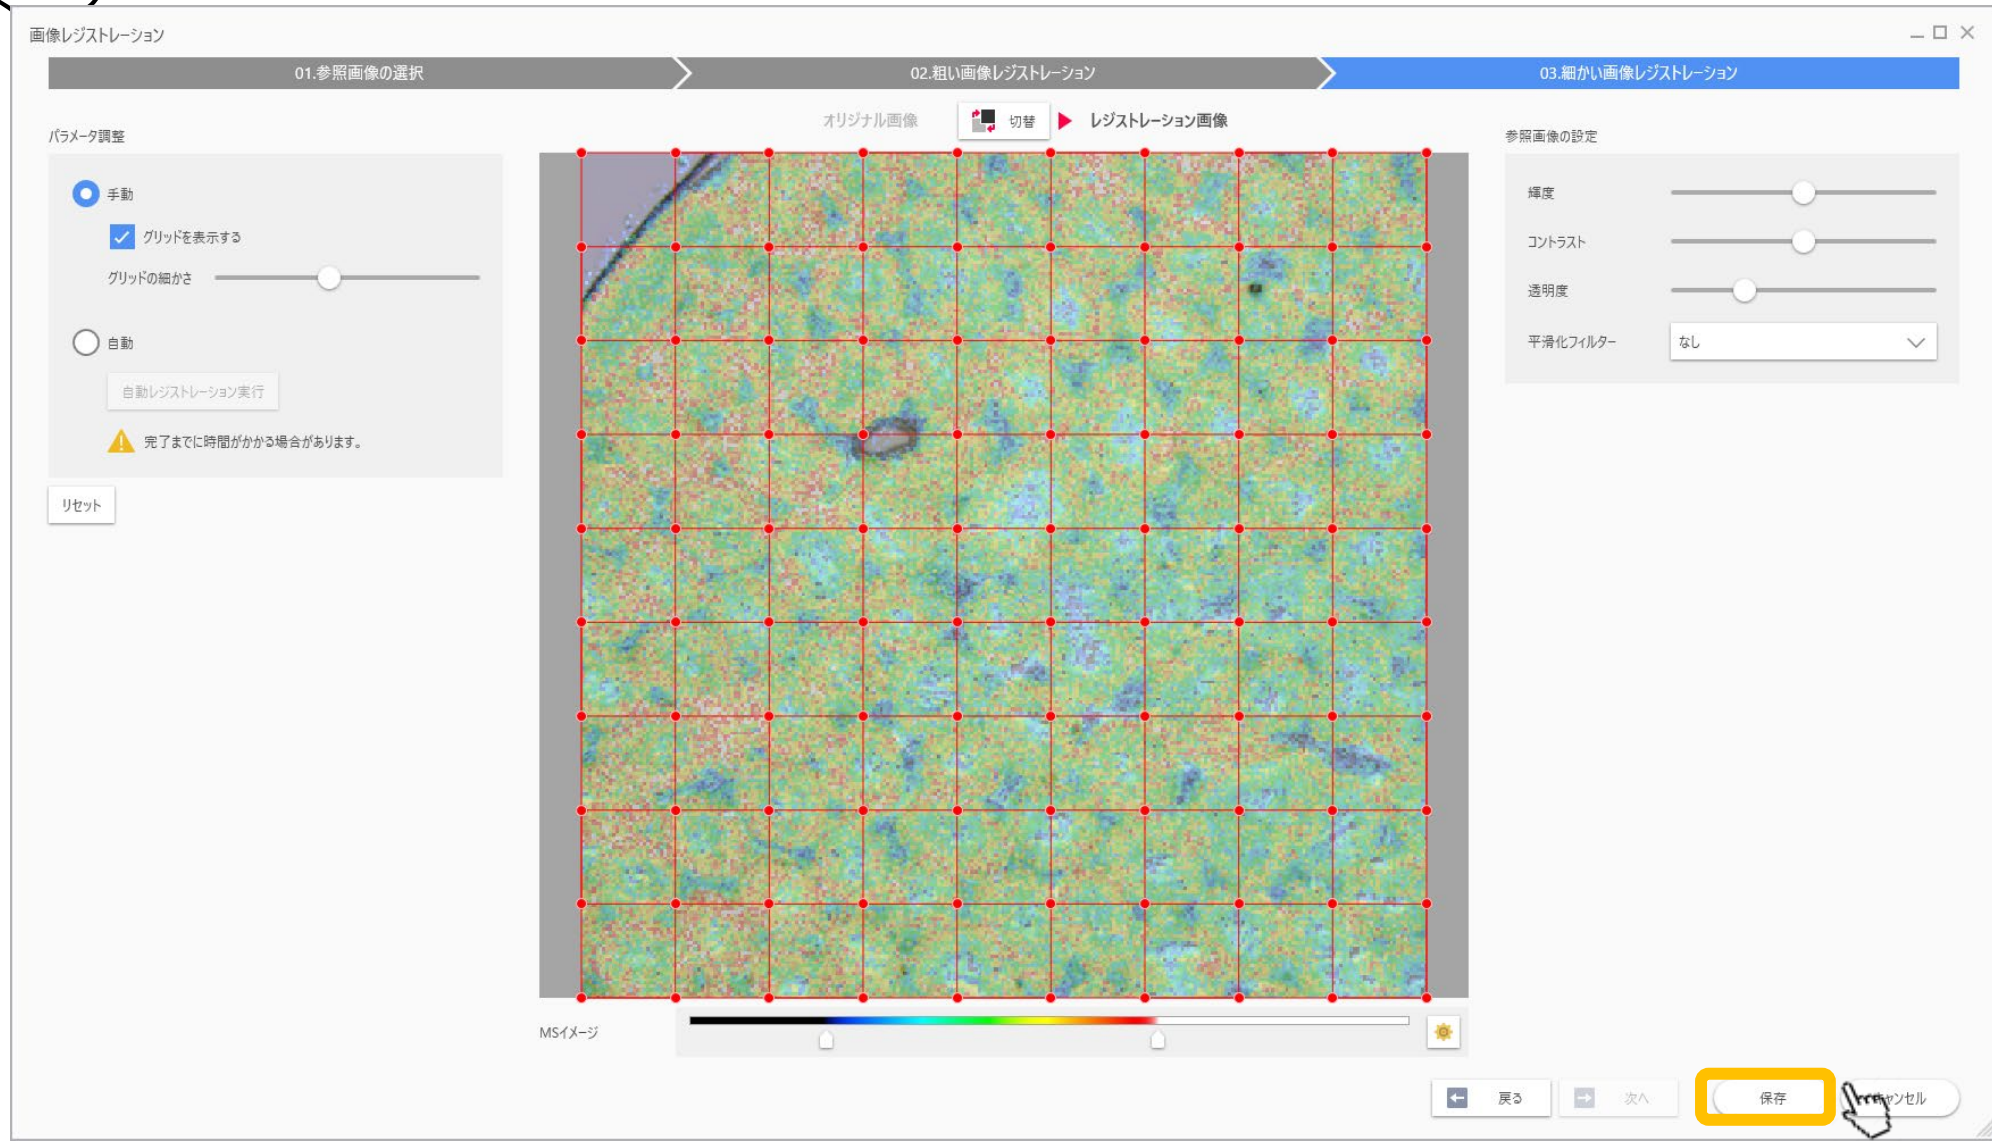 画像レジストレーション
01.参照画像の選択
02.粗い画像レジストレーション
03.細かい画像レジストレーション
オリジナル画像
切替
レジストレーション画像
パラメータ調整
手動
グリッドを表示する
グリッドの細かさ
自動
自動レジストレーション実行
完了までに時間がかかる場合があります。
リセット
参照画像の設定
輝度
コントラスト
透明度
平滑化フィルター
なし
MSイメージ
戻る
次へ
保存
キャンセル